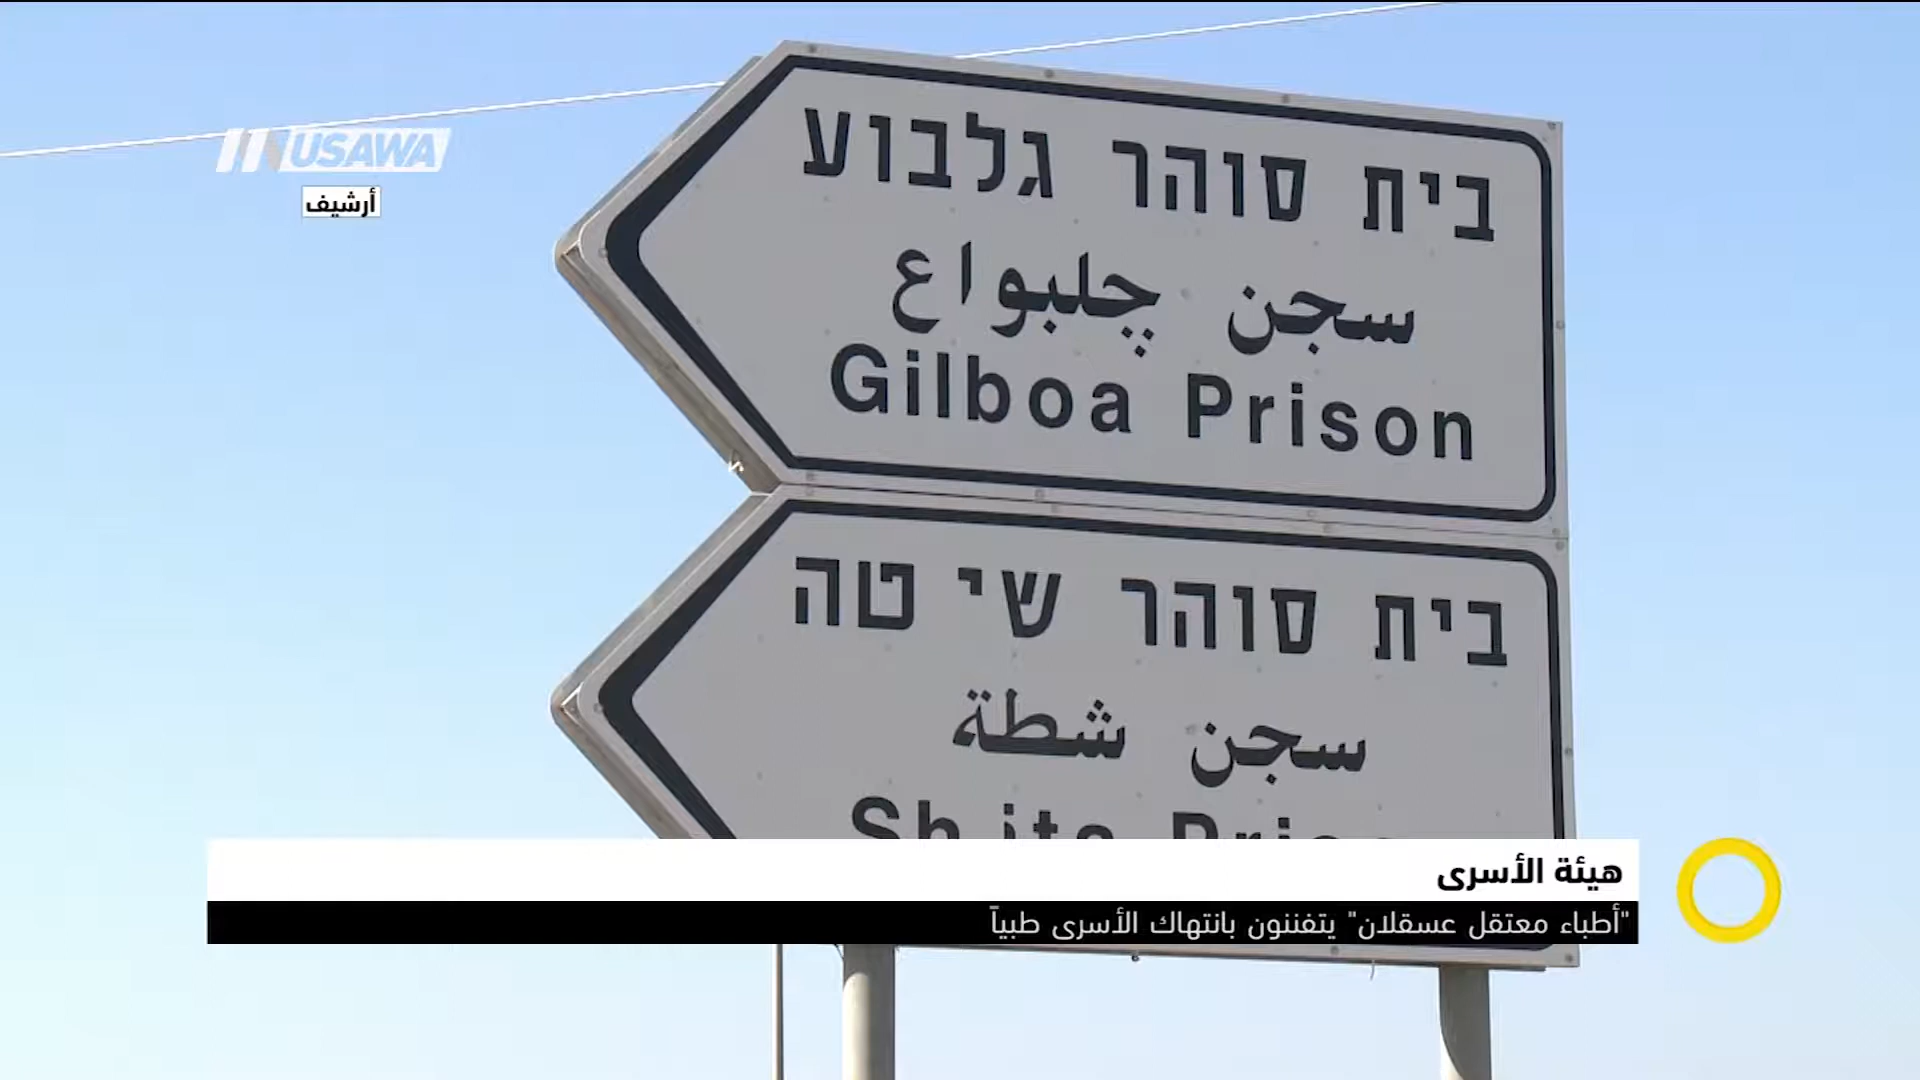 USAWA
أرشيف
בית סוהר גלבוע
سجن چلبواع
Gilboa Prison
בית סוהר שיטה
سجن شطة
هيئة الأسرى
"أطباء معتقل عسقلان" يتفننون بانتهاك الأسرى طبياً